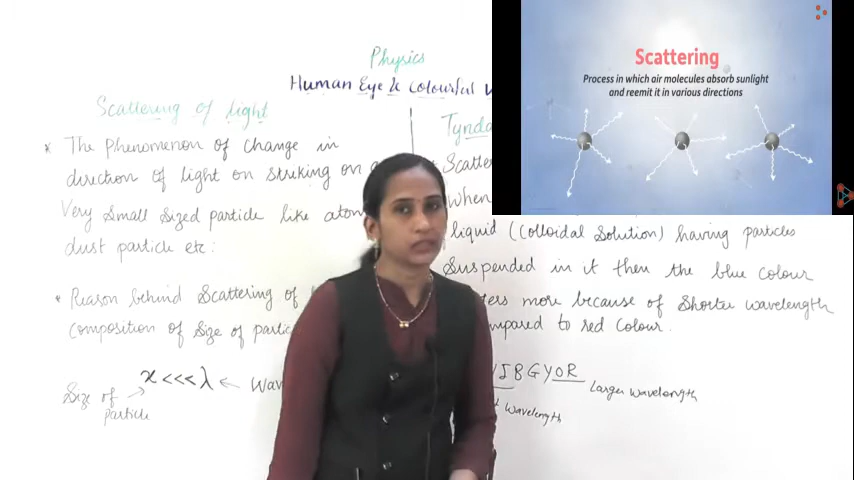 Physics
Human Eye & Colourful
Scattering of light
* The Phenomenon of Change in
direction of light on Striking on a
Very Small Sized particle like atom
dust particle etc:
* Reason behind Scattering of
Composition of Size of partic
Size of particle → x <<< λ ← Wav
Tynda
Scatte
When
liquid (Colloidal Solution) having particles
Suspended in it then the blue colour
more because of Shorter wavelength
mpared to red Colour.
IBGYOR
Larger wavelength
wavelength
Scattering
Process in which air molecules absorb sunlight
and reemit it in various directions